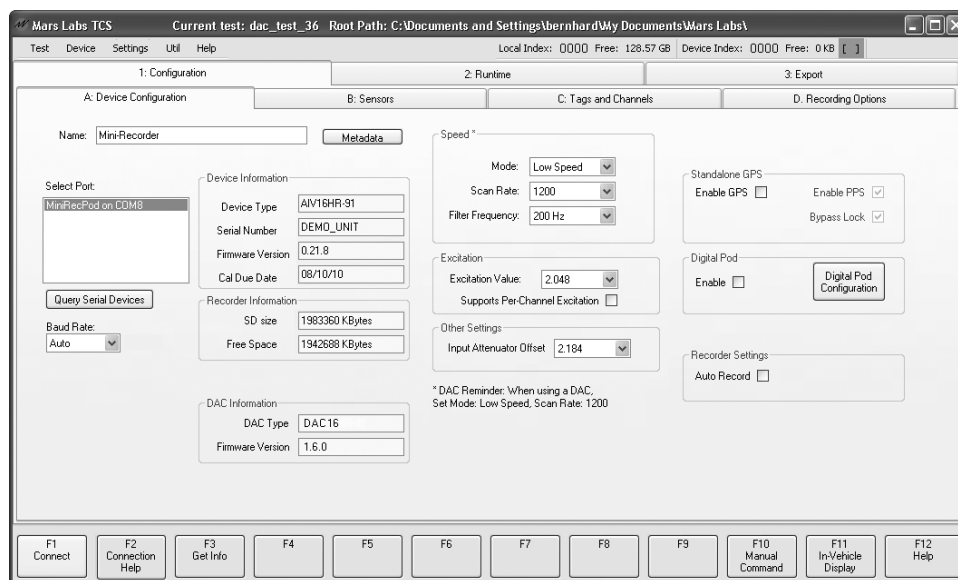 Mars Labs TCS Current test: dac_test_36 Root Path: C:\Documents and Settings\bernhard\My Documents\Mars Labs\
Test Device Settings Util Help Local Index: 0000 Free: 128.57 GB Device Index: 0000 Free: 0 KB [ ]
1: Configuration 2: Runtime 3: Export
A: Device Configuration B: Sensors C: Tags and Channels D. Recording Options
Name: Mini-Recorder Metadata
Select Port:
MiniRecPod on COM8
Query Serial Devices
Baud Rate:
Auto
Device Information
Device Type AIV16HR-91
Serial Number DEMO_UNIT
Firmware Version 0.21.8
Cal Due Date 08/10/10
Recorder Information
SD size 1983360 KBytes
Free Space 1942688 KBytes
DAC Information
DAC Type DAC16
Firmware Version 1.6.0
Speed *
Mode: Low Speed
Scan Rate: 1200
Filter Frequency: 200 Hz
Excitation
Excitation Value: 2.048
Supports Per-Channel Excitation
Other Settings
Input Attenuator Offset 2.184
* DAC Reminder: When using a DAC,
Set Mode: Low Speed, Scan Rate: 1200
Standalone GPS
Enable GPS Enable PPS
Bypass Lock
Digital Pod
Enable
Digital Pod
Configuration
Recorder Settings
Auto Record
F1
Connect
F2
Connection
Help
F3
Get Info
F4
F5
F6
F7
F8
F9
F10
Manual
Command
F11
In-Vehicle
Display
F12
Help